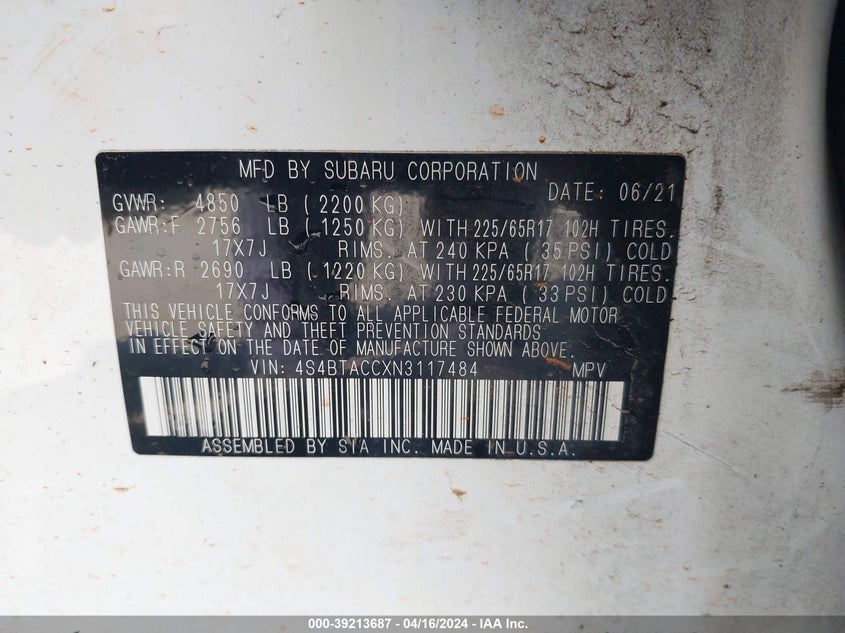 MFD BY SUBARU CORPORATION
DATE: 06/21
GVWR: 4850 LB (2200 KG)
GAWR:F 2756 LB (1250 KG) WITH 225/65R17 102H TIRES.
17X7J RIMS. AT 240 KPA (35 PSI) COLD
GAWR:R 2690 LB (1220 KG) WITH 225/65R17 102H TIRES.
17X7J RIMS. AT 230 KPA (33 PSI) COLD
THIS VEHICLE CONFORMS TO ALL APPLICABLE FEDERAL MOTOR
VEHICLE SAFETY AND THEFT PREVENTION STANDARDS
IN EFFECT ON THE DATE OF MANUFACTURE SHOWN ABOVE.
VIN: 4S4BTACCXN3117484 MPV
ASSEMBLED BY SIA INC. MADE IN U.S.A.
000-39213687 - 04/16/2024 - IAA Inc.